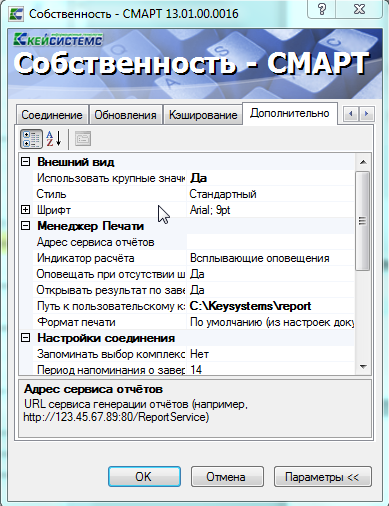 Собственность - СМАРТ 13.01.00.0016
КЕЙСИСТЕМС
Собственность - СМАРТ
Соединение Обновления Кэширование Дополнительно
Внешний вид
Использовать крупные значк Да
Стиль Стандартный
Шрифт Arial; 9pt
Менеджер Печати
Адрес сервиса отчётов
Индикатор расчёта Всплывающие оповещения
Оповещать при отсутствии ш Да
Открывать результат по заве Да
Путь к пользовательскому к C:\Keysystems\report
Формат печати По умолчанию (из настроек доку
Настройки соединения
Запоминать выбор комплекс Нет
Период напоминания о завер 14
Адрес сервиса отчётов
URL сервиса генерации отчётов (например,
http://123.45.67.89:80/ReportService)
OK Отмена Параметры <<